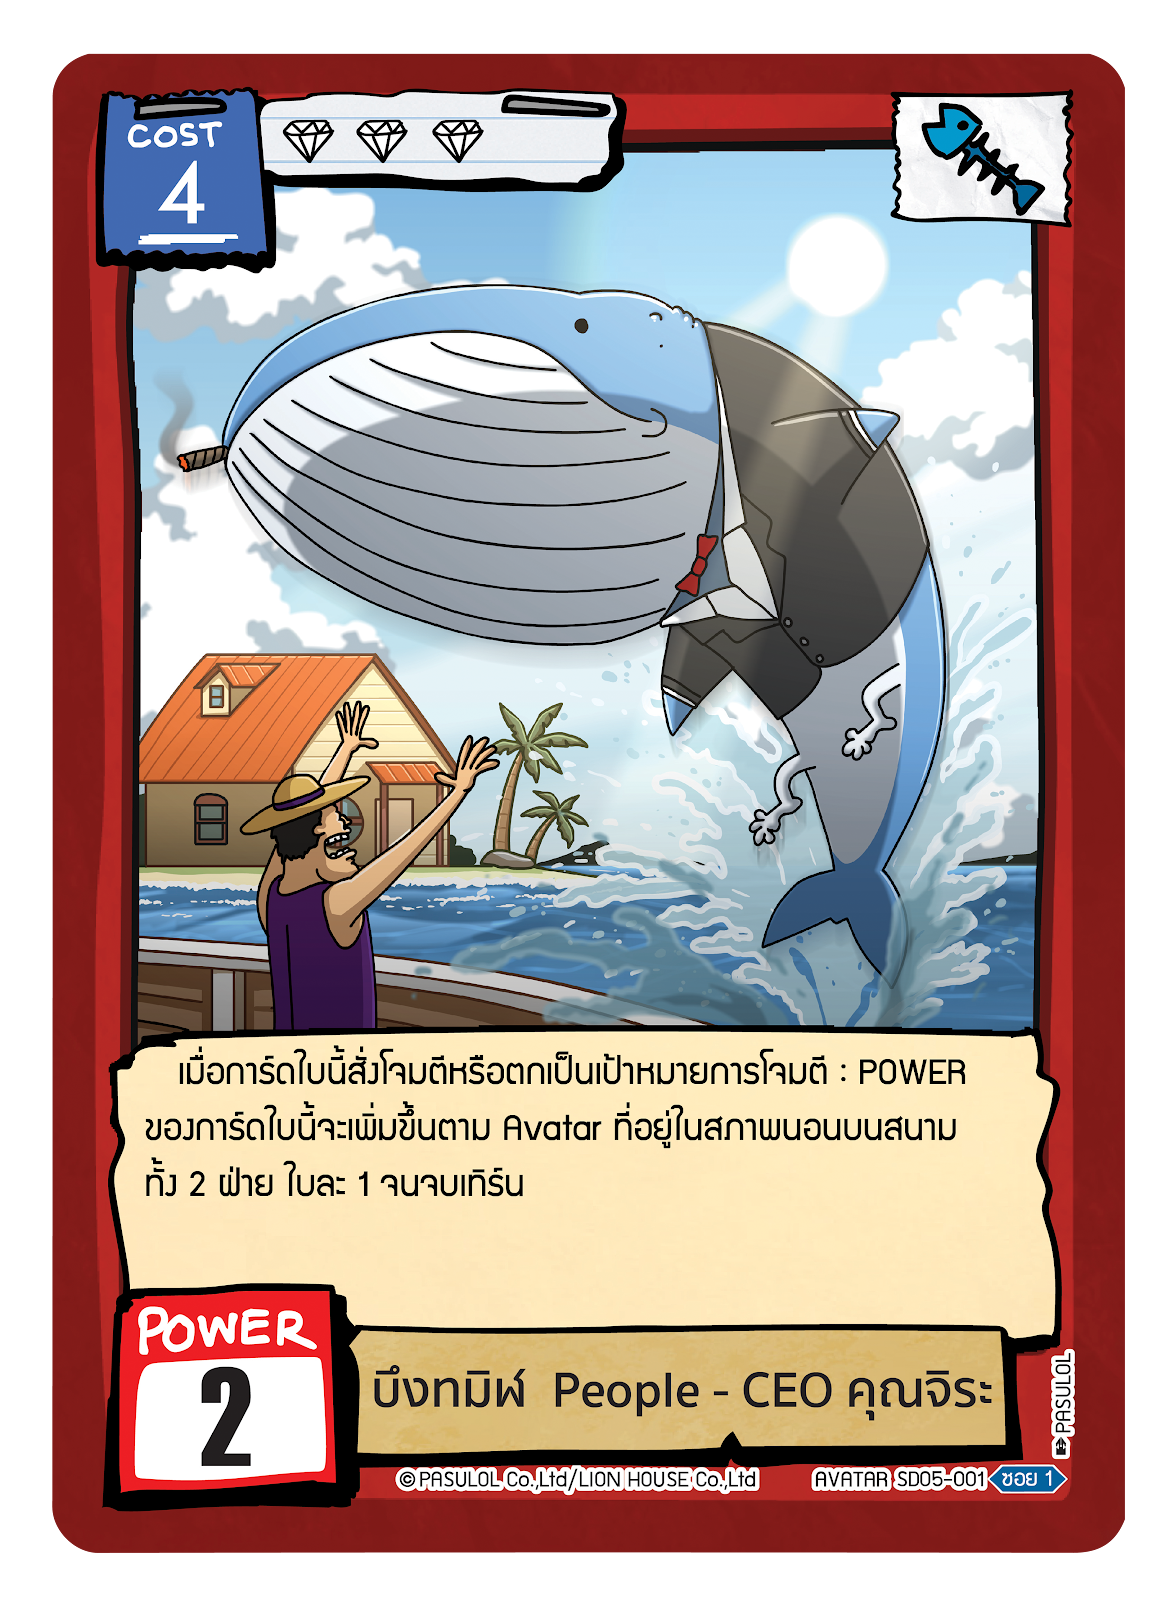 COST
4
เมื่อการ์ดใบนี้สั่งโจมตีหรือตกเป็นเป้าหมายการโจมตี : POWER
ของการ์ดใบนี้จะเพิ่มขึ้นตาม Avatar ที่อยู่ในสภาพนอนบนสนาม
ทั้ง 2 ฝ่าย ใบละ 1 จนจบเทิร์น
POWER
2
บึงทมิฬ People - CEO คุณจิระ
PASULOL
© PASULOL Co.,Ltd/LION HOUSE Co.,Ltd
AVATAR SD05-001 ซอย 1